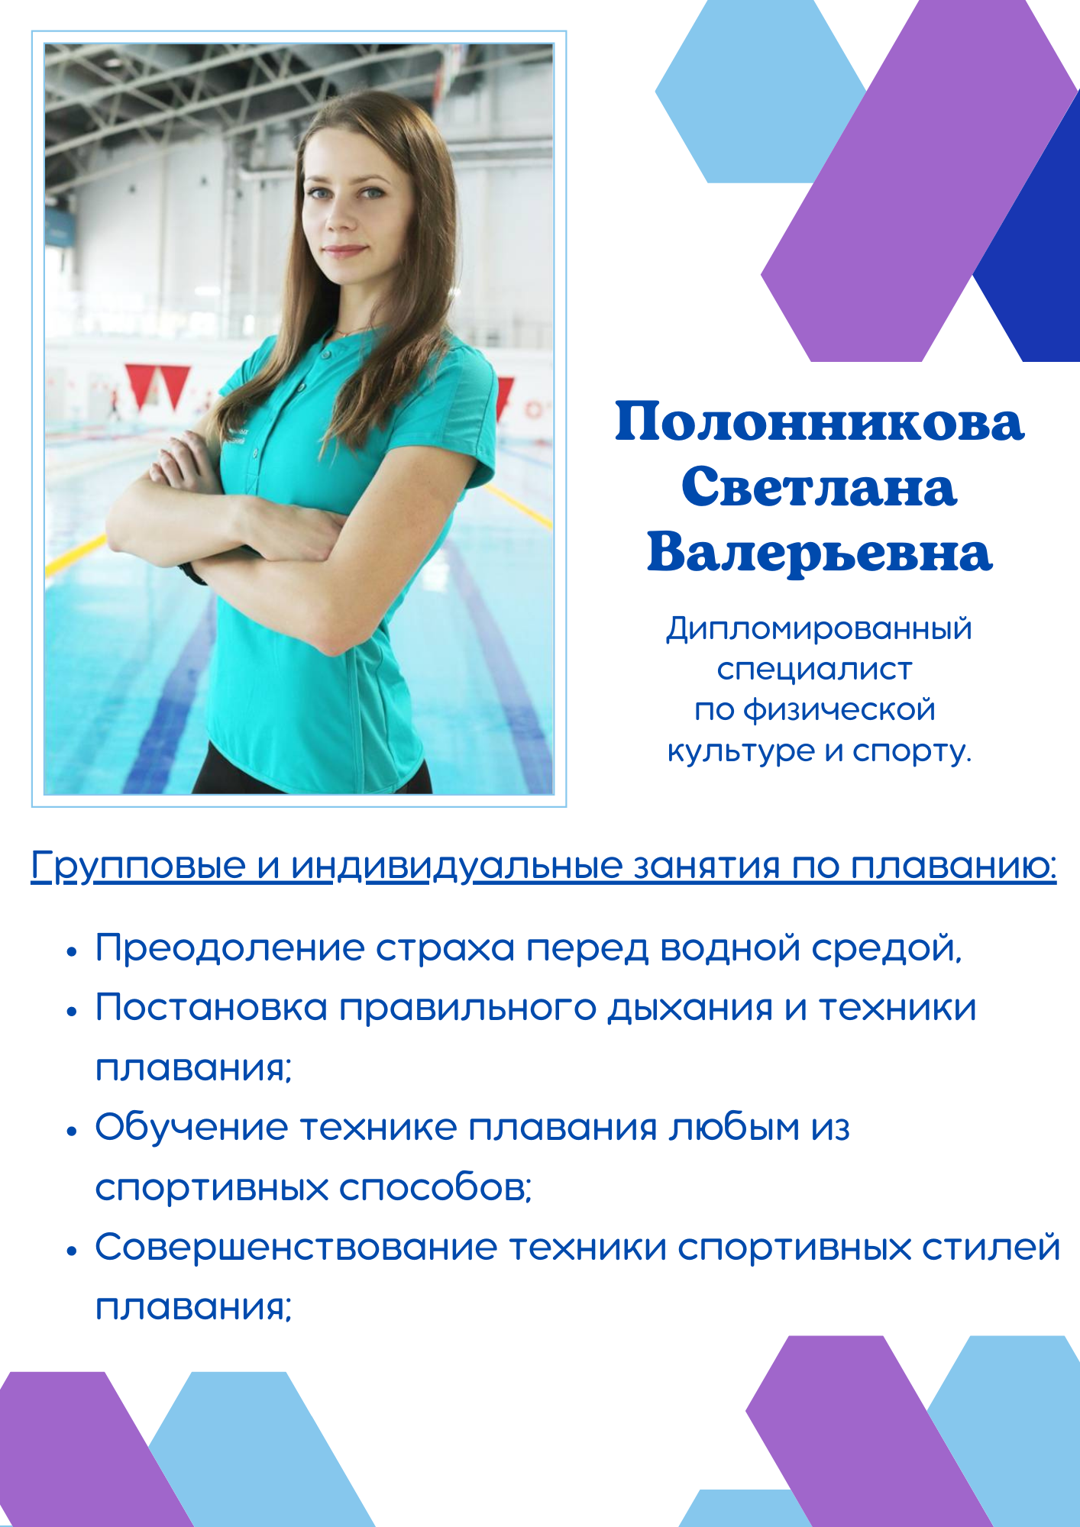 Полонникова
Светлана
Валерьевна
Дипломированный
специалист
по физической
культуре и спорту.
Групповые и индивидуальные занятия по плаванию:
• Преодоление страха перед водной средой,
• Постановка правильного дыхания и техники
плавания;
• Обучение технике плавания любым из
спортивных способов;
• Совершенствование техники спортивных стилей
плавания;